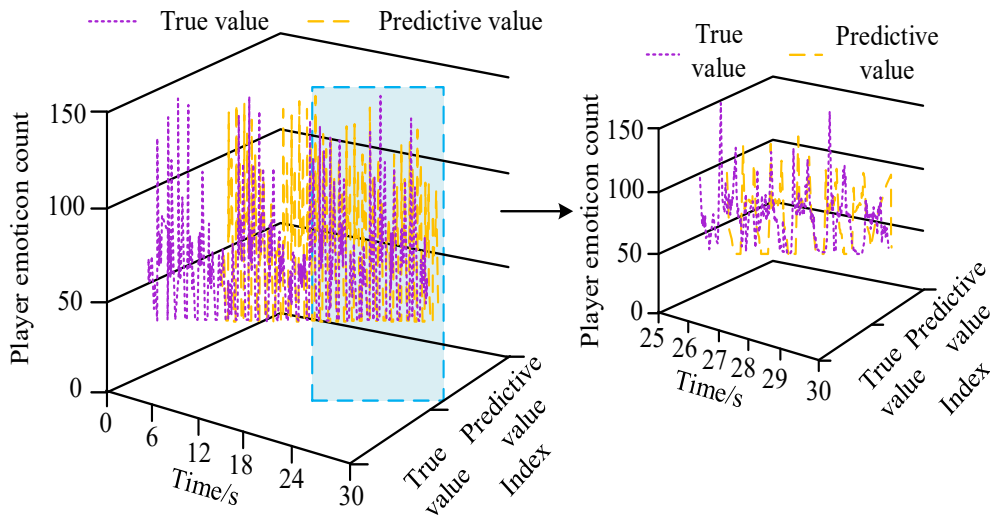 True value
Predictive value
Player emoticon count
150
100
50
0
0
6
12
18
24
30
Time/s
True
value
Predictive
value
Index
True
value
Predictive
value
Player emoticon count
150
100
50
0
25
26
27
28
29
30
Time/s
True
value
Predictive
value
Index